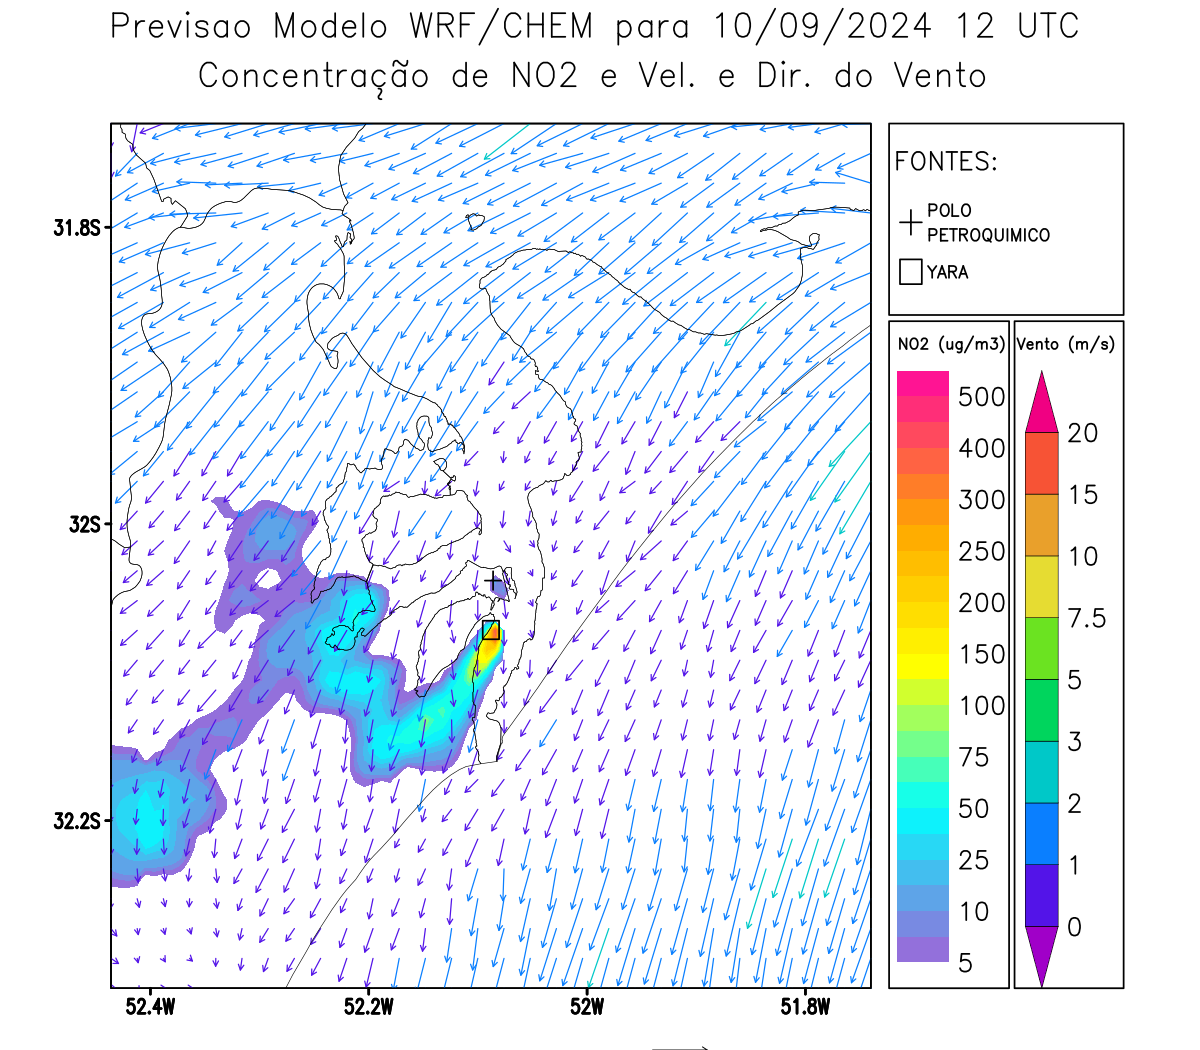 Previsao Modelo WRF/CHEM para 10/09/2024 12 UTC
Concentração de NO2 e Vel. e Dir. do Vento
FONTES:
POLO
PETROQUIMICO
YARA
NO2 (ug/m3)
500
400
300
250
200
150
100
75
50
25
10
5
Vento (m/s)
20
15
10
7.5
5
3
2
1
0
31.8S
32S
32.2S
52.4W
52.2W
52W
51.8W